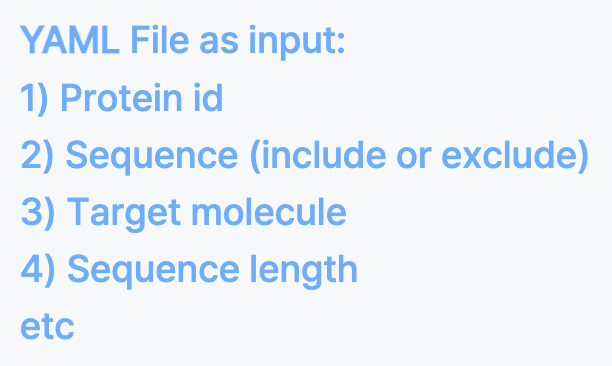 YAML File as input:
1) Protein id
2) Sequence (include or exclude)
3) Target molecule
4) Sequence length
etc